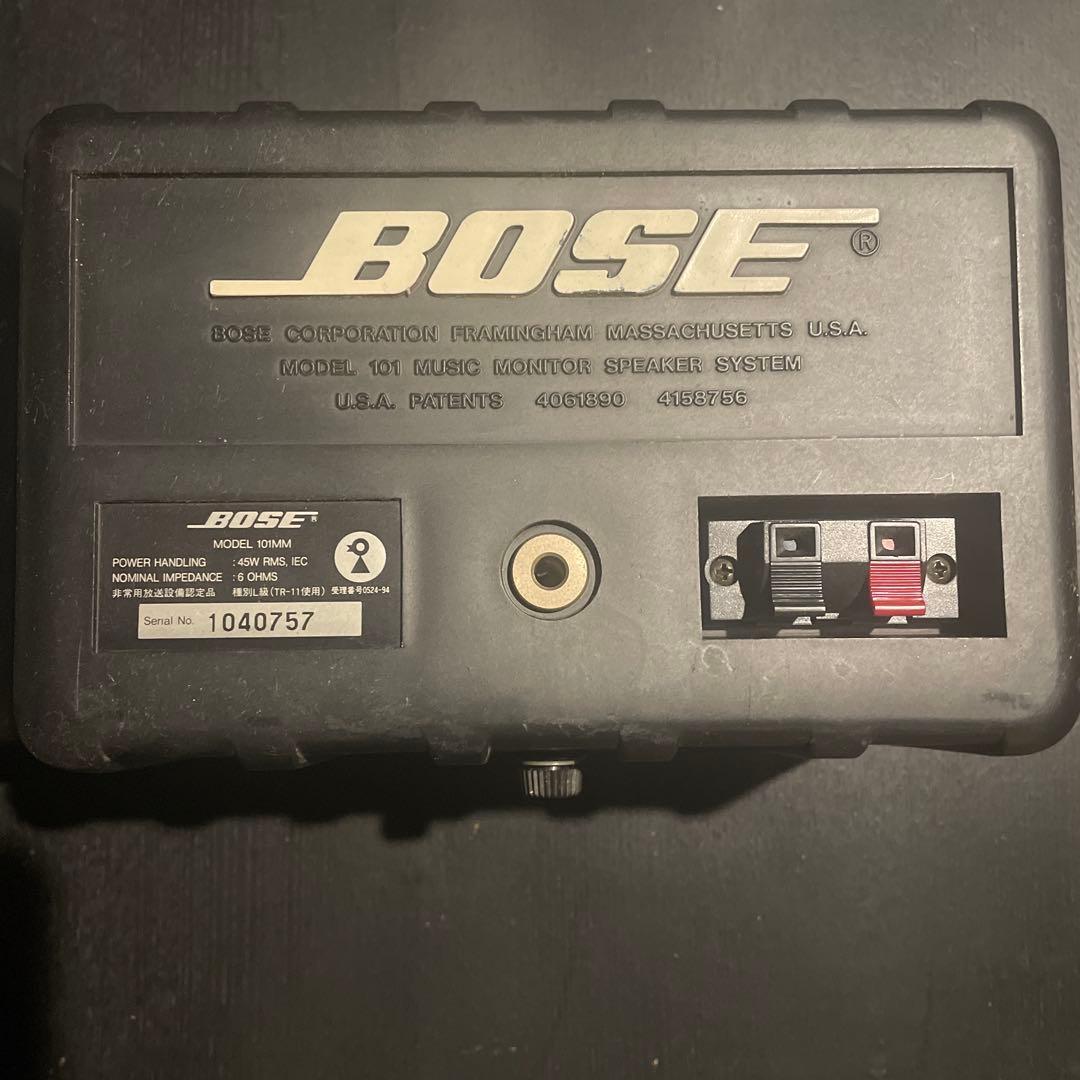 BOSE®
BOSE CORPORATION FRAMINGHAM MASSACHUSETTS U.S.A.
MODEL 101 MUSIC MONITOR SPEAKER SYSTEM
U.S.A. PATENTS 4061890 4158756
BOSE®
MODEL 101MM
POWER HANDLING : 45W RMS, IEC
NOMINAL IMPEDANCE : 6 OHMS
非常用放送設備認定品 種別L級(TR-11使用) 受理番号0524-94
Serial No. 1040757